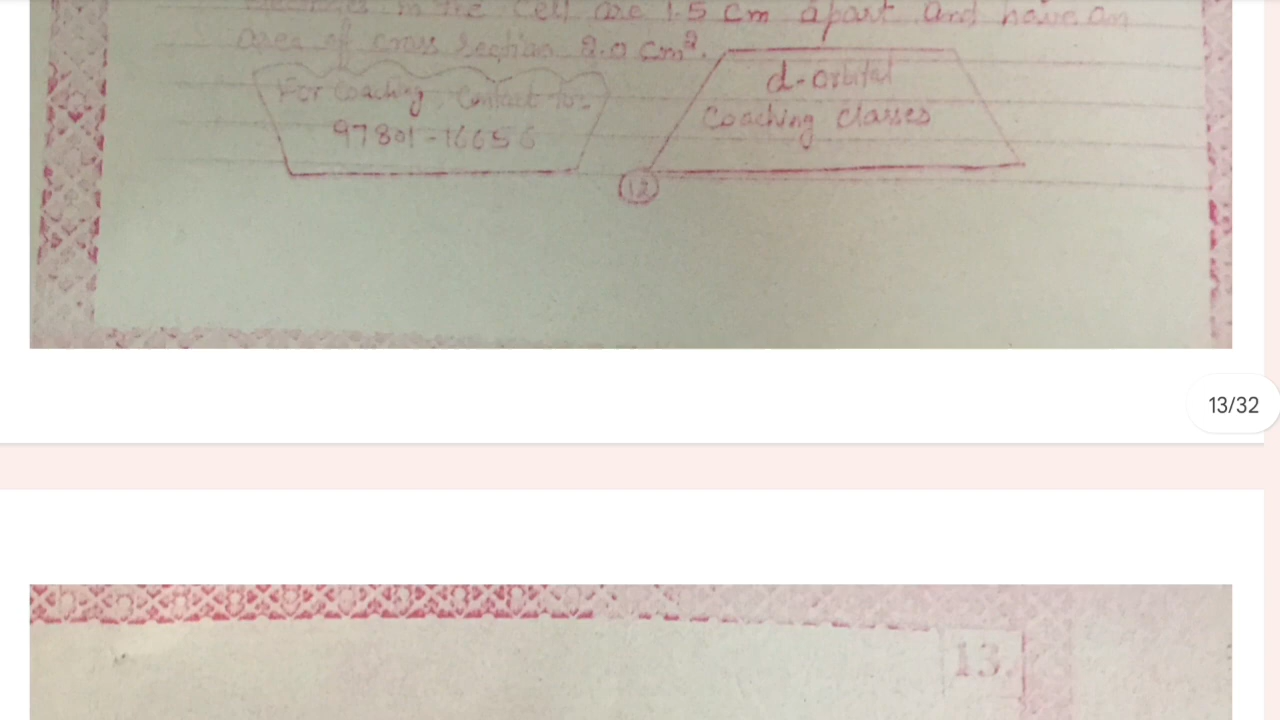 in the Cell are 1.5 Cm apart and have an
area of cross section 2.0 cm².
For Coaching, Contact to:-
97801-16656
d-orbital
Coaching Classes
12
13/32
13.